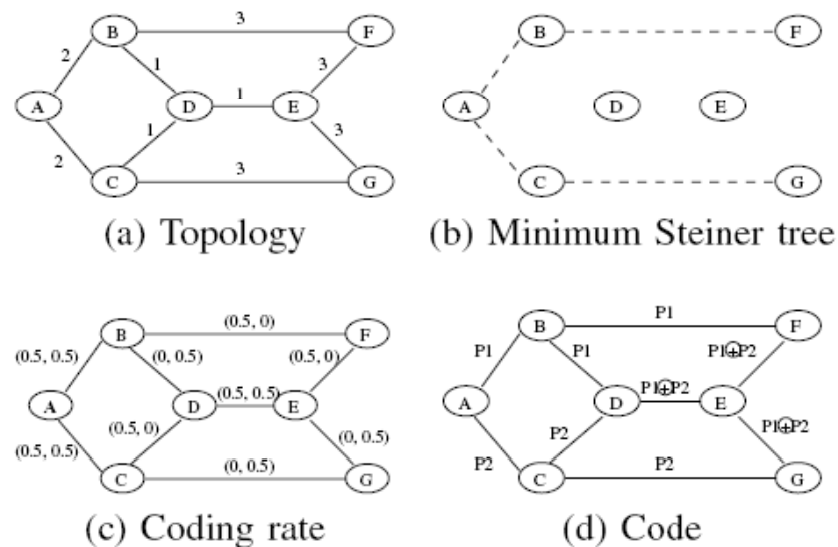 B 3 F
2 1 3
A D 1 E
2 1 3
C 3 G
(a) Topology
B F
A D E
C G
(b) Minimum Steiner tree
B (0.5, 0) F
(0.5, 0.5) (0, 0.5) (0.5, 0)
A D (0.5, 0.5) E
(0.5, 0.5) (0.5, 0) (0, 0.5)
C (0, 0.5) G
(c) Coding rate
B P1 F
P1 P1 P1⊕P2
A D P1⊕P2 E
P2 P2 P1⊕P2
C P2 G
(d) Code